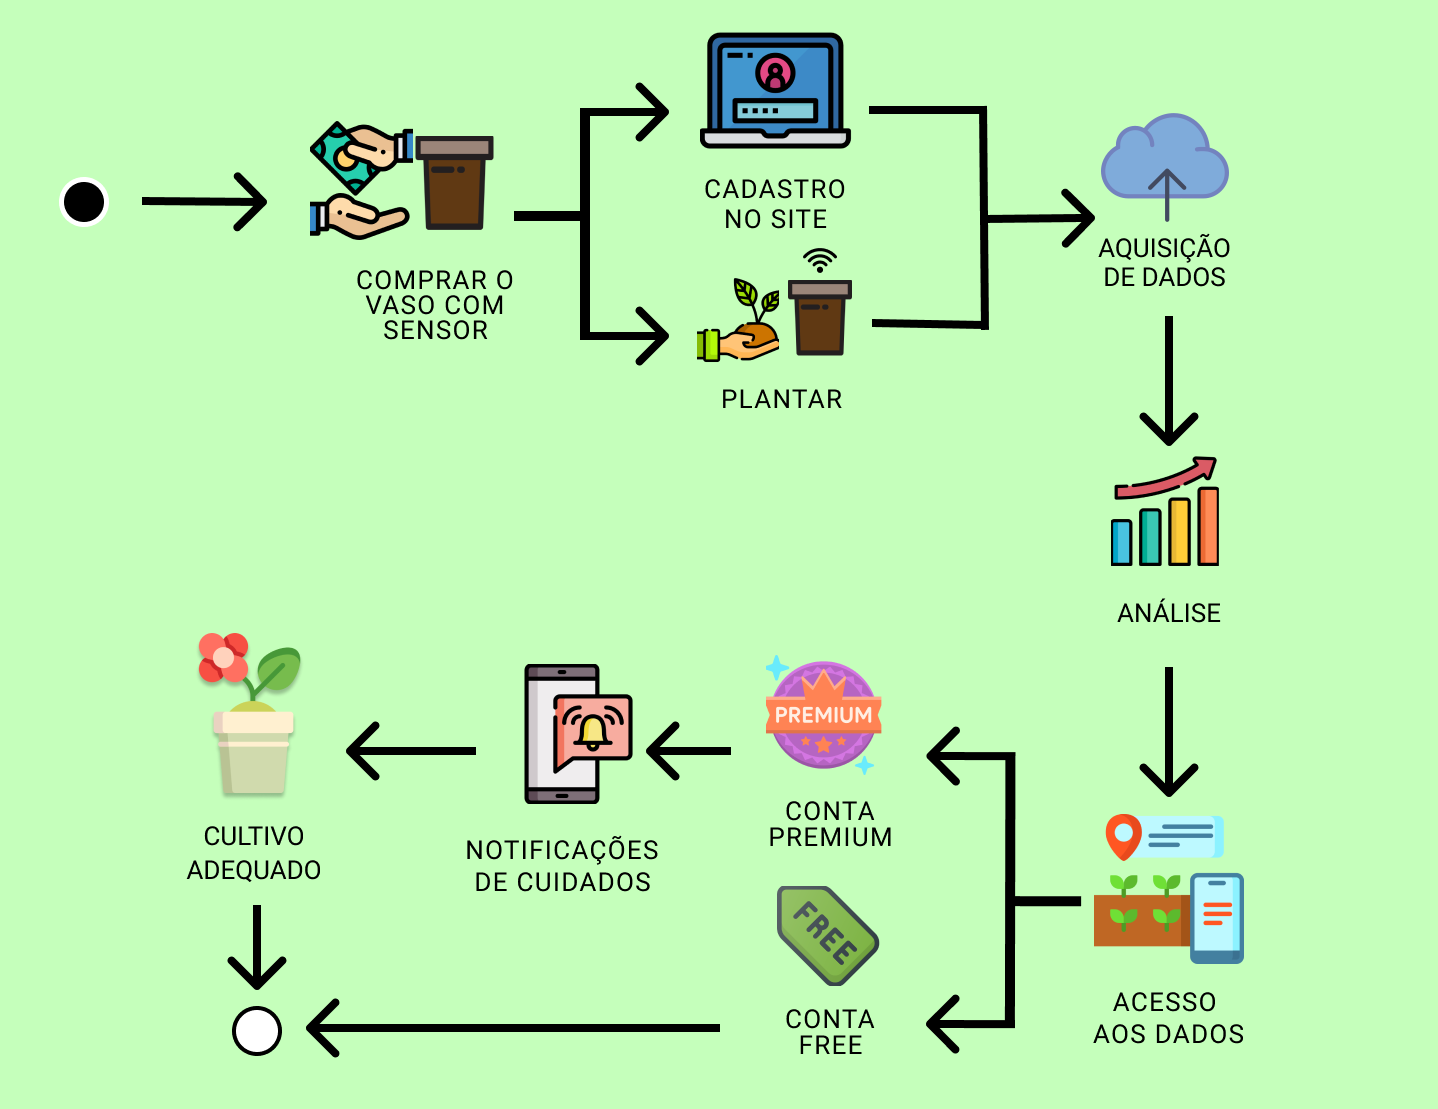 COMPRAR O
VASO COM
SENSOR
CADASTRO
NO SITE
PLANTAR
AQUISIÇÃO
DE DADOS
ANÁLISE
ACESSO
AOS DADOS
PREMIUM
CONTA
PREMIUM
FREE
CONTA
FREE
NOTIFICAÇÕES
DE CUIDADOS
CULTIVO
ADEQUADO